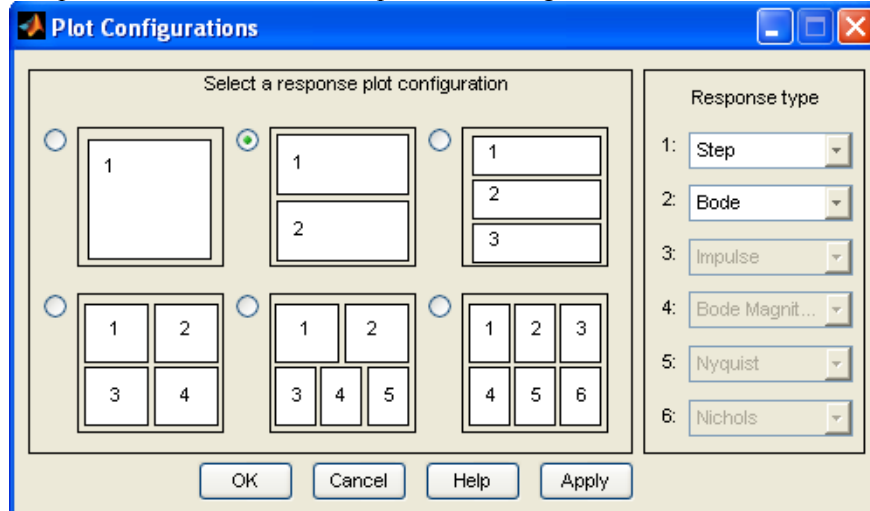 Plot Configurations
Select a response plot configuration
1
1
2
1
2
3
1 2
3 4
1 2
3 4 5
1 2 3
4 5 6
Response type
1: Step
2: Bode
3: Impulse
4: Bode Magnit...
5: Nyquist
6: Nichols
OK Cancel Help Apply